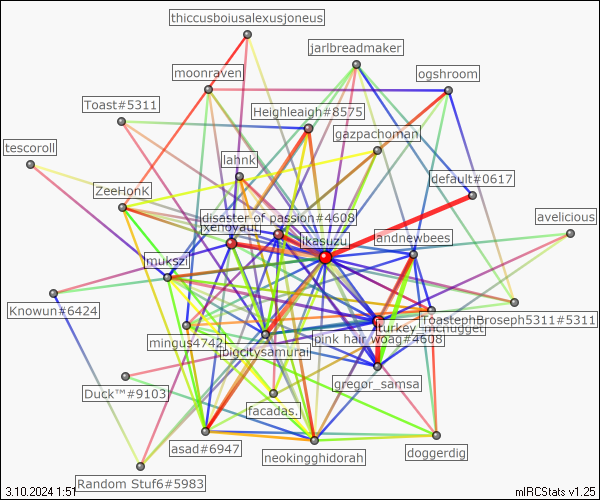 thiccusboiusalexusjoneus
jarlbreadmaker
moonraven
ogshroom
Toast#5311
Heighleaigh#8575
gazpachoman
tescoroll
lahnk
default#0617
ZeeHonK
disaster of passion#4608
avelicious
xenovaut
likasuzu
andnewbees
mukszil
Knowun#6424
ToastephBroseph5311#5311
turkey_mcnugget
mingus4742
pink hair woag#4608
bigcitysamurai
Duck™#9103
gregor_samsa
facadas.
asad#6947
neokingghidorah
doggerdig
Random Stuf6#5983
3.10.2024 1:51
mIRCStats v1.25